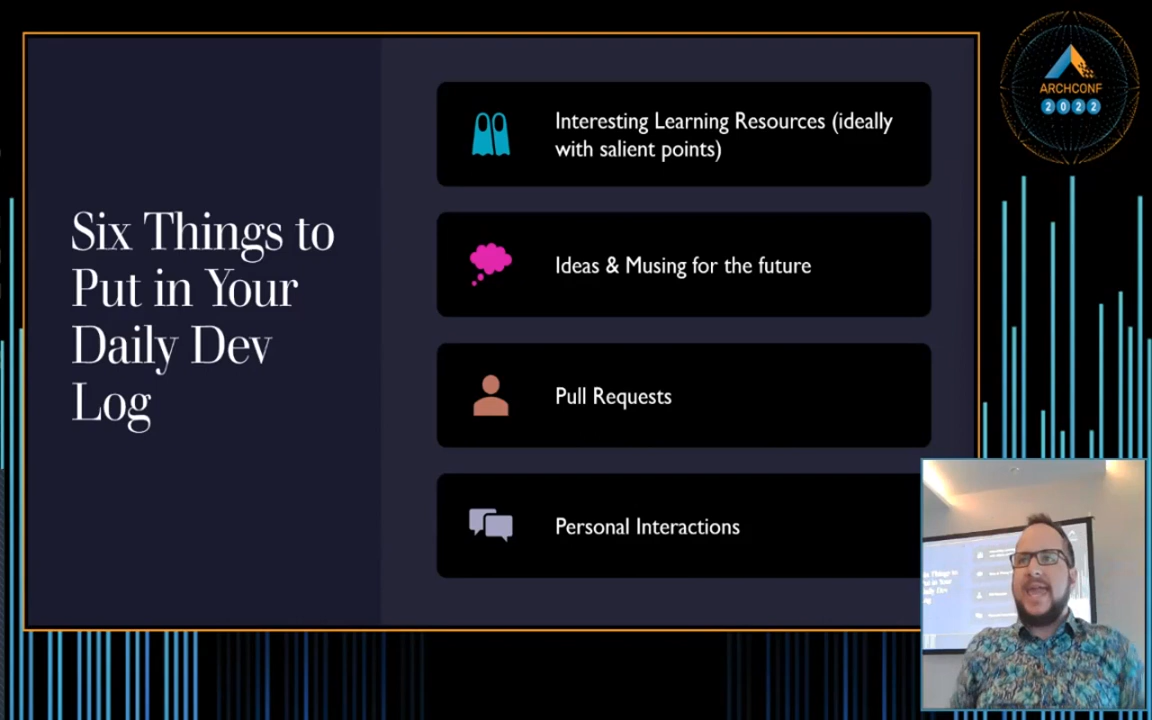 Six Things to
Put in Your
Daily Dev
Log
Interesting Learning Resources (ideally
with salient points)
Ideas & Musing for the future
Pull Requests
Personal Interactions
ARCHCONF
2022